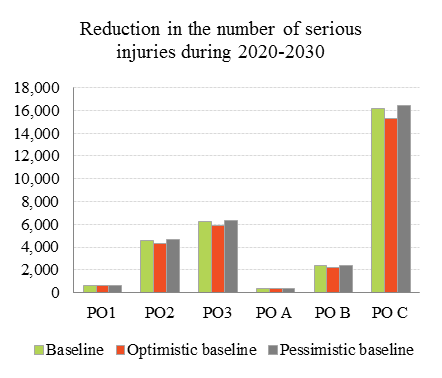 Reduction in the number of serious
injuries during 2020-2030
18,000
16,000
14,000
12,000
10,000
8,000
6,000
4,000
2,000
0
PO1 PO2 PO3 PO A PO B PO C
Baseline Optimistic baseline Pessimistic baseline